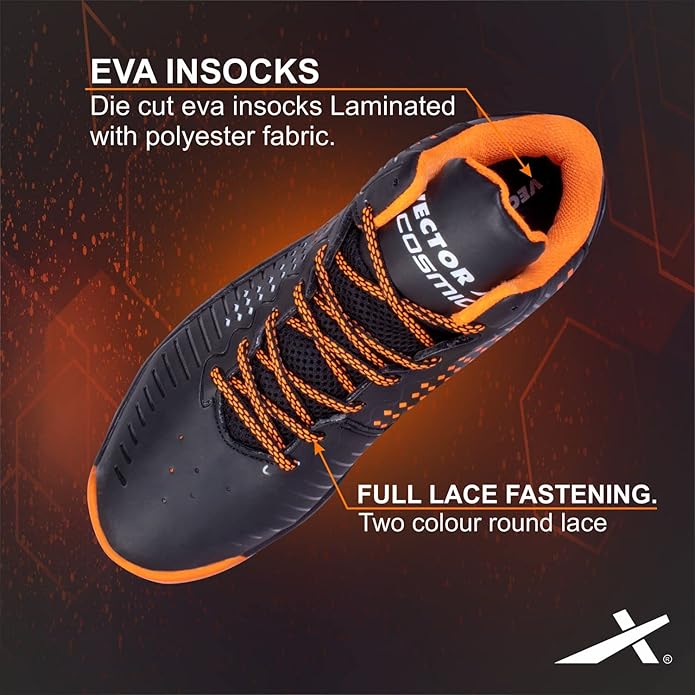 EVA INSOCKS
Die cut eva insocks Laminated
with polyester fabric.
VECTOR X
COSMIC
FULL LACE FASTENING.
Two colour round lace
X
®